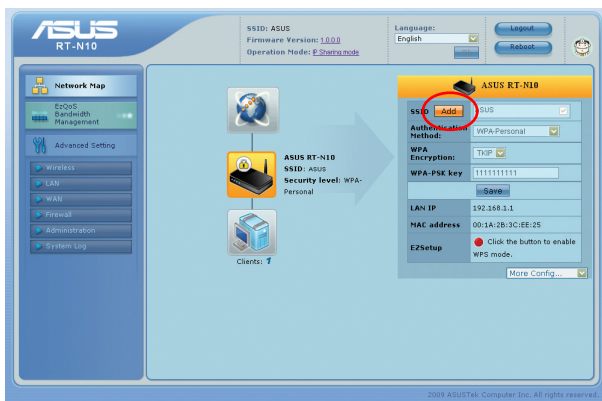 ASUS
RT-N10
SSID: ASUS
Firmware Version: 1.0.0.0
Operation Mode: IP Sharing mode
Language:
English
Logout
Reboot
Network Map
EzQoS
Bandwidth
Management
Advanced Setting
Wireless
LAN
WAN
Firewall
Administration
System Log
ASUS RT-N10
SSID: ASUS
Security level: WPA-
Personal
Clients: 1
ASUS RT-N10
SSID Add ASUS
Authentication
Method: WPA-Personal
WPA
Encryption: TKIP
WPA-PSK key 1111111111
Save
LAN IP 192.168.1.1
MAC address 00:1A:2B:3C:EE:25
EZSetup Click the button to enable
WPS mode.
More Config...
2009 ASUSTek Computer Inc. All rights reserved.